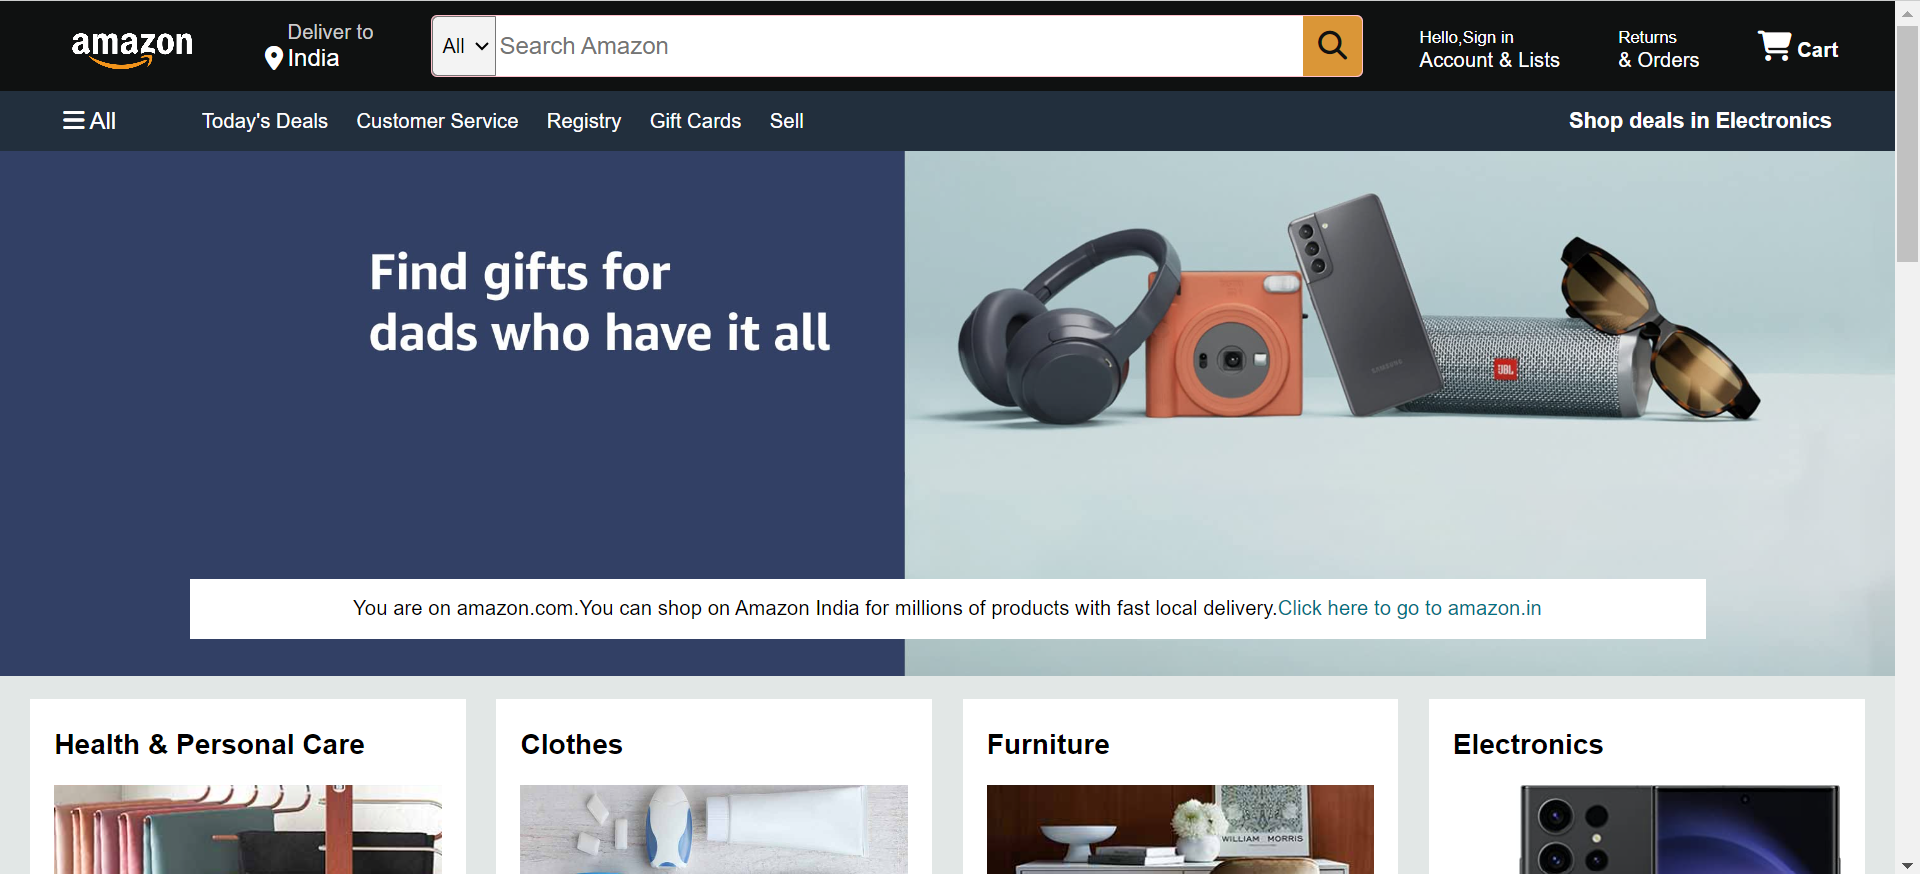 amazon
Deliver to
India
All
Search Amazon
Hello,Sign in
Account & Lists
Returns
& Orders
Cart
All
Today's Deals
Customer Service
Registry
Gift Cards
Sell
Shop deals in Electronics
Find gifts for
dads who have it all
SAMSUNG
JBL
You are on amazon.com.You can shop on Amazon India for millions of products with fast local delivery.Click here to go to amazon.in
Health & Personal Care
Clothes
Furniture
Electronics
WILLIAM MORRIS